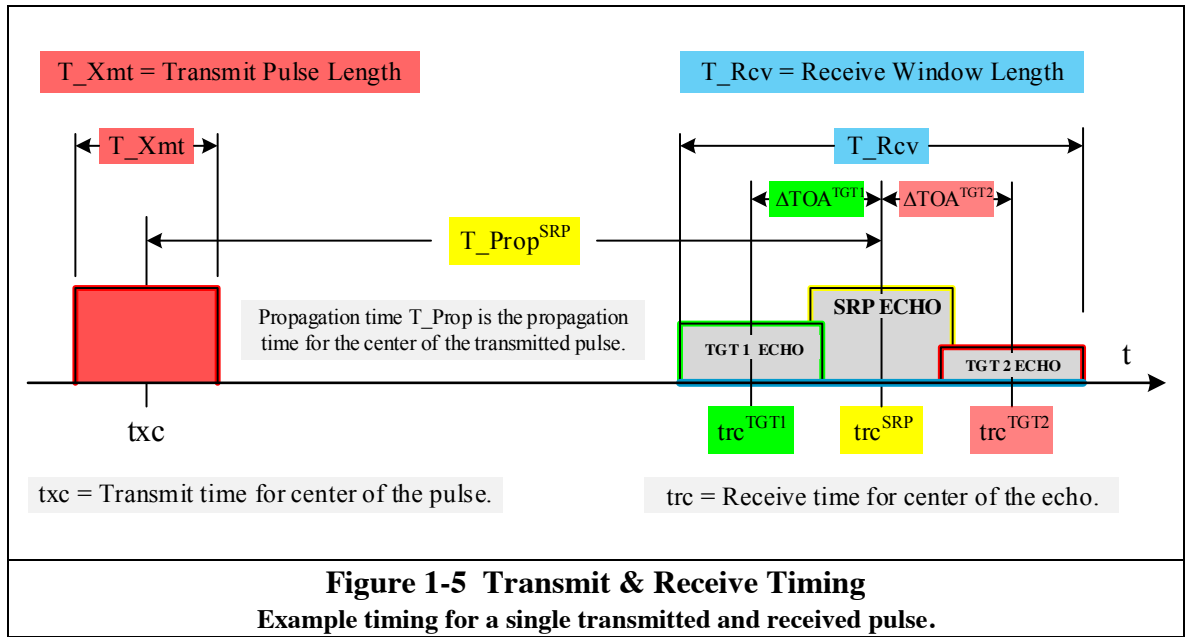 T_Xmt = Transmit Pulse Length
T_Rcv = Receive Window Length
T_Xmt
T_Rcv
ΔTOA^TGT1
ΔTOA^TGT2
T_Prop^SRP
Propagation time T_Prop is the propagation
time for the center of the transmitted pulse.
SRP ECHO
TGT 1 ECHO
TGT 2 ECHO
t
txc
trc^TGT1
trc^SRP
trc^TGT2
txc = Transmit time for center of the pulse.
trc = Receive time for center of the echo.
Figure 1-5 Transmit & Receive Timing
Example timing for a single transmitted and received pulse.